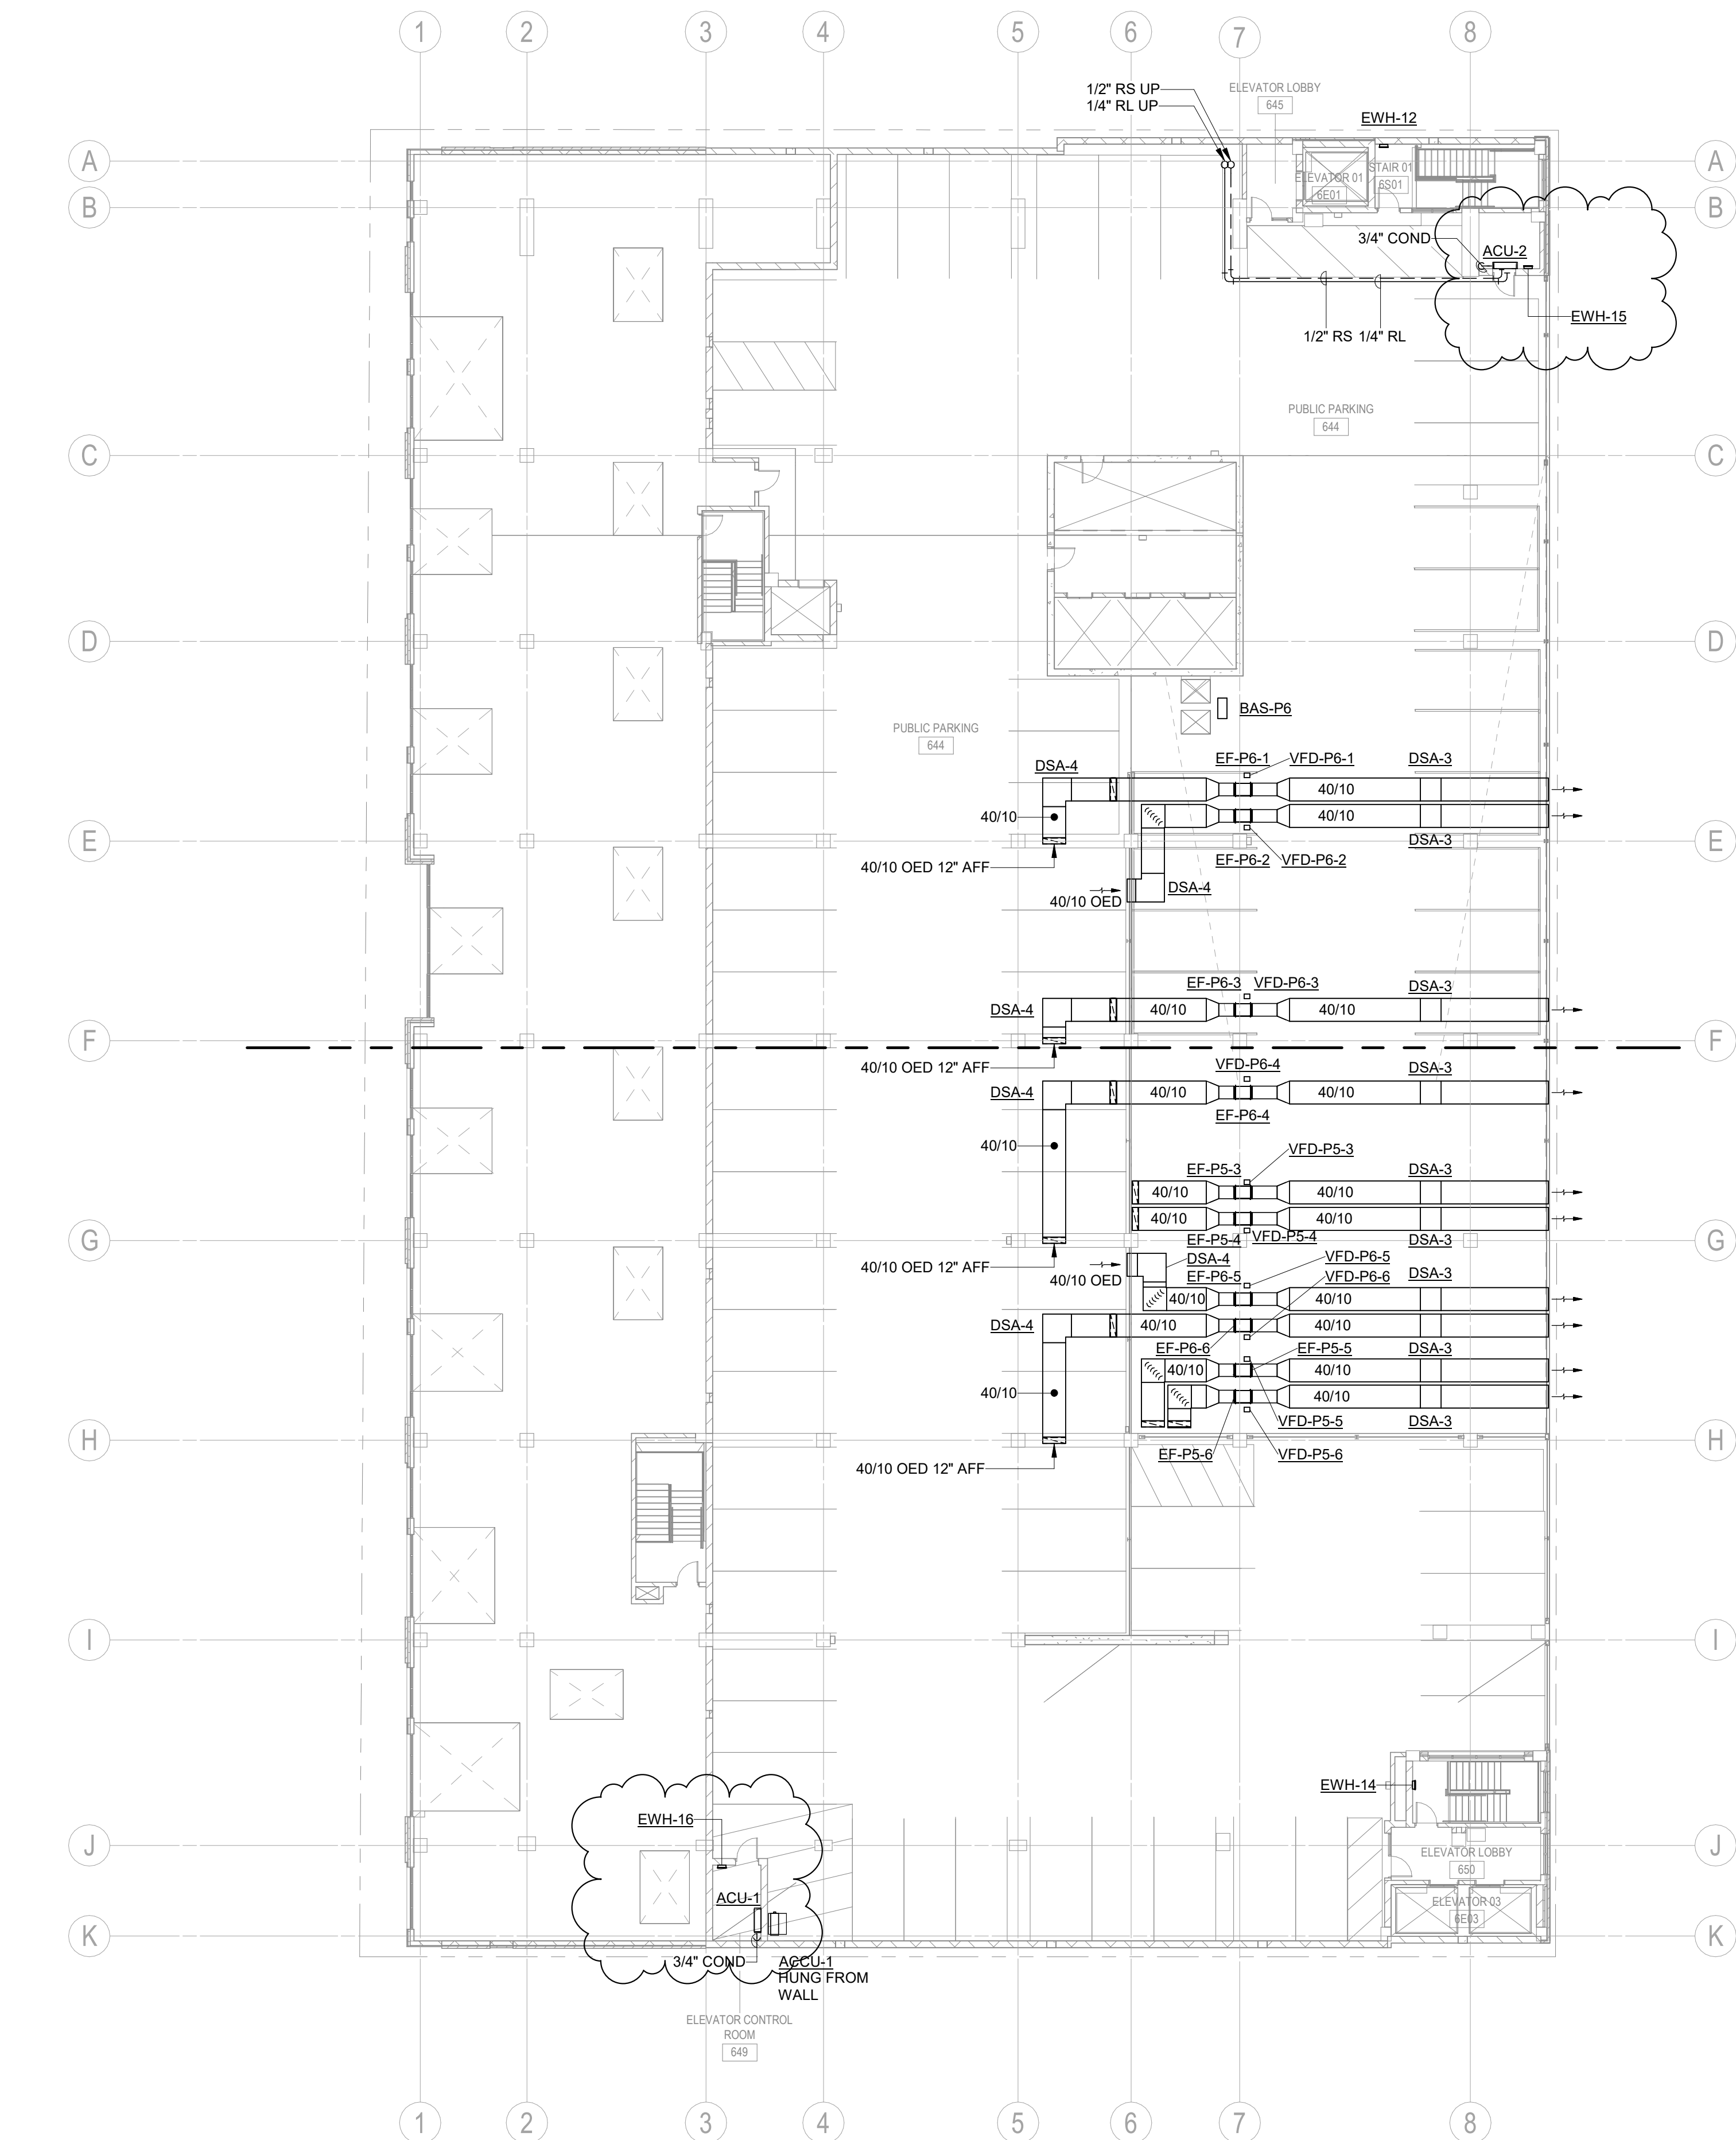 1 2 3 4 5 6 7 8
1/2" RS UP
1/4" RL UP
ELEVATOR LOBBY
645
EWH-12
A A
ELEVATOR 01
6E01
STAIR 01
6S01
B B
3/4" COND
ACU-2
EWH-15
1/2" RS 1/4" RL
PUBLIC PARKING
644
C C
D D
BAS-P6
PUBLIC PARKING
644
DSA-4
EF-P6-1
VFD-P6-1
DSA-3
40/10
40/10
40/10
E E
DSA-3
40/10 OED 12" AFF
EF-P6-2
VFD-P6-2
DSA-4
40/10 OED
EF-P6-3
VFD-P6-3
DSA-3
DSA-4
40/10
40/10
F F
40/10 OED 12" AFF
VFD-P6-4
DSA-3
DSA-4
40/10
40/10
EF-P6-4
40/10
VFD-P5-3
EF-P5-3
DSA-3
40/10
40/10
40/10
40/10
G G
EF-P5-4
VFD-P5-4
DSA-3
40/10 OED 12" AFF
VFD-P6-5
DSA-4
40/10 OED
EF-P6-5
VFD-P6-6
DSA-3
40/10
40/10
DSA-4
40/10
40/10
EF-P6-6
EF-P5-5
DSA-3
40/10
40/10
40/10
40/10
VFD-P5-5
DSA-3
H H
EF-P5-6
VFD-P5-6
40/10 OED 12" AFF
I I
EWH-14
EWH-16
J J
ELEVATOR LOBBY
650
ACU-1
ELEVATOR 03
6E03
K K
3/4" COND
ACCU-1
HUNG FROM
WALL
ELEVATOR CONTROL
ROOM
649
1 2 3 4 5 6 7 8